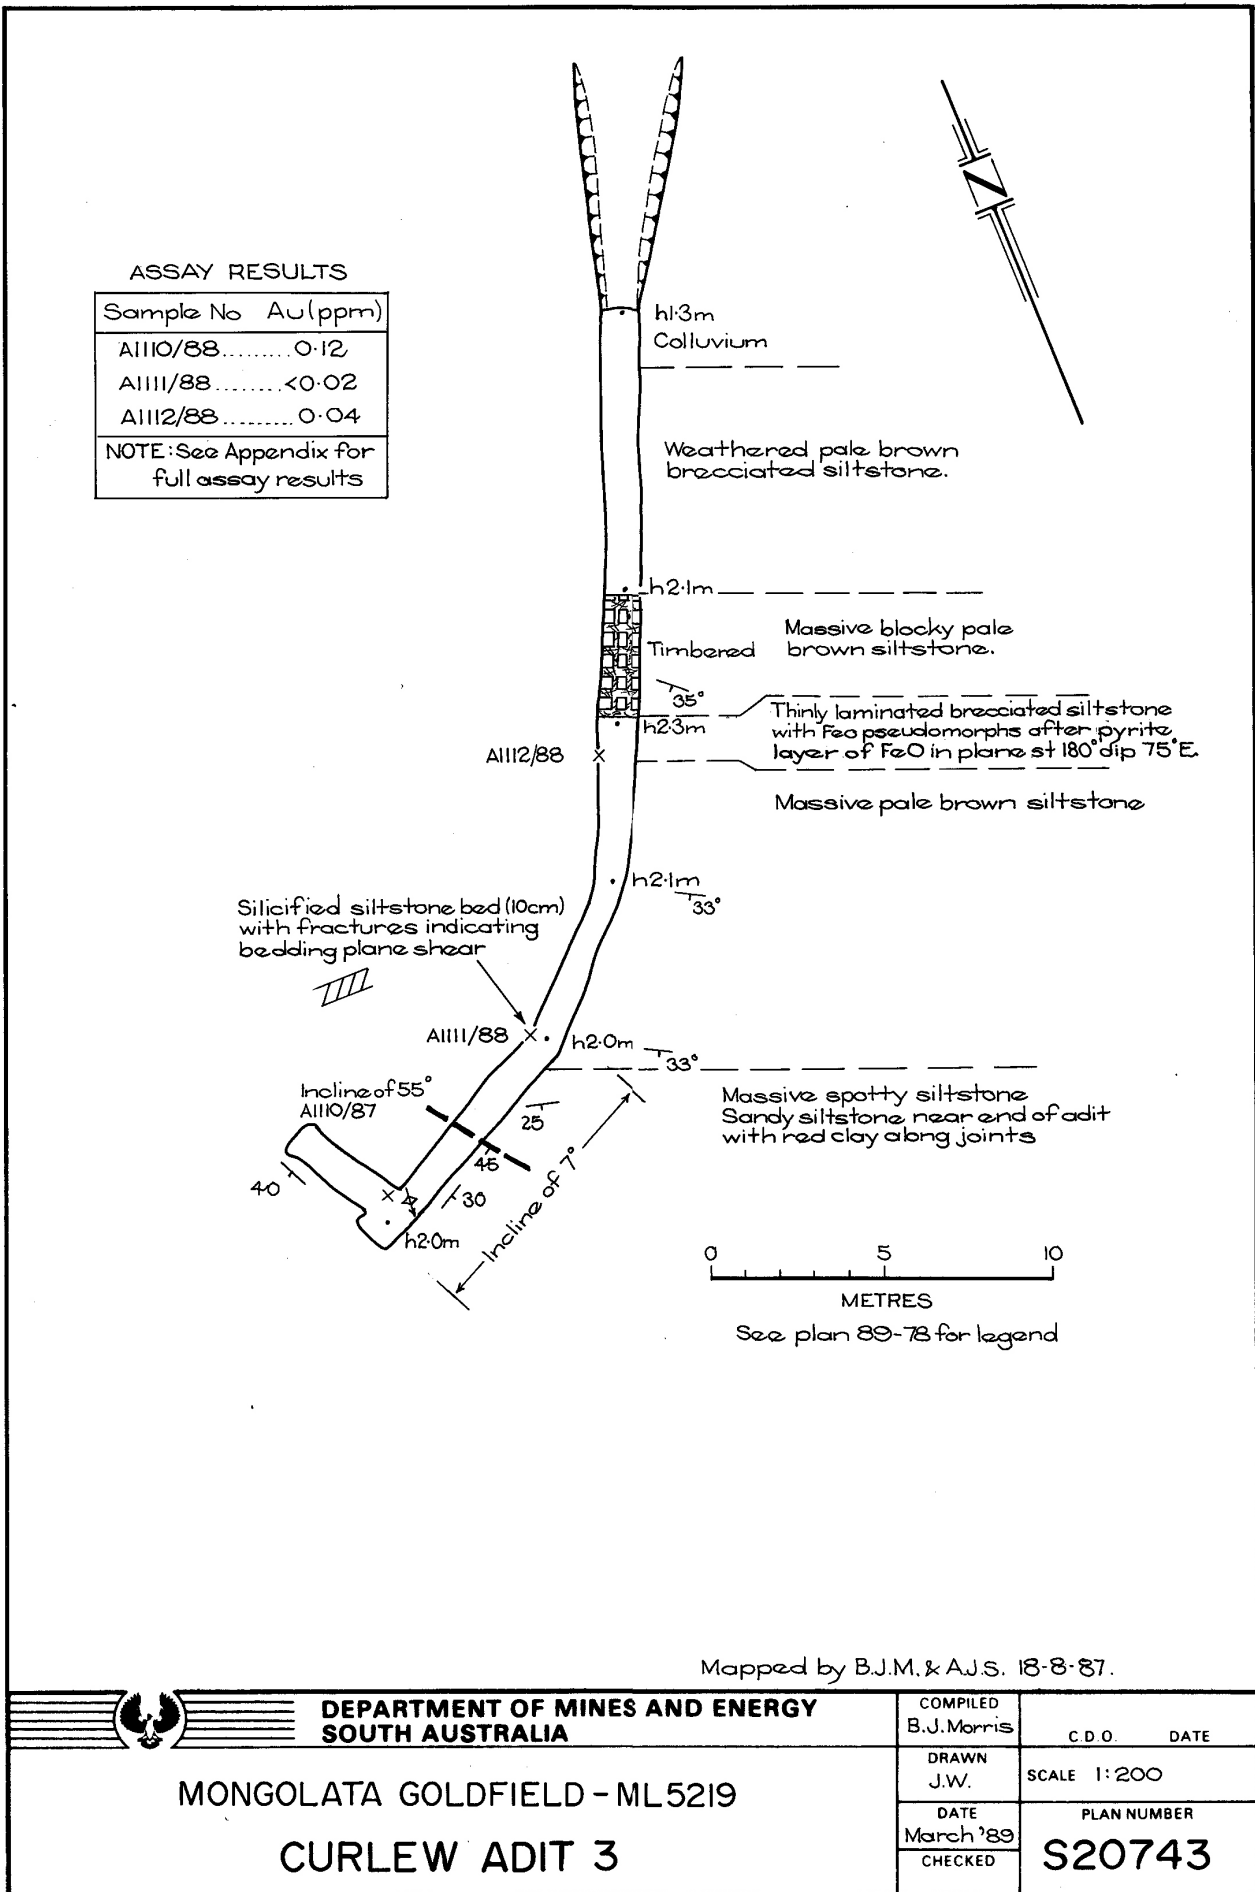 ASSAY RESULTS
Sample No Au(ppm)
A1110/88.........0·12
A1111/88........<0·02
A1112/88.........0·04
NOTE: See Appendix for
full assay results
N
h1·3m
Colluvium
Weathered pale brown
brecciated siltstone.
h2·1m
Timbered
Massive blocky pale
brown siltstone.
35°
h2·3m
Thinly laminated brecciated siltstone
with Feo pseudomorphs after pyrite
layer of FeO in plane st 180° dip 75°E.
A1112/88
Massive pale brown siltstone
h2·1m
33°
Silicified siltstone bed (10cm)
with fractures indicating
bedding plane shear
A1111/88
h2·0m
33°
Incline of 55°
A1110/87
Massive spotty siltstone
Sandy siltstone near end of adit
with red clay along joints
25
45
40
30
Incline of 7°
h2·0m
0 5 10
METRES
See plan 89-78 for legend
Mapped by B.J.M. & A.J.S. 18-8-87.
DEPARTMENT OF MINES AND ENERGY
SOUTH AUSTRALIA
COMPILED
B.J.Morris
C.D.O. DATE
DRAWN
J.W.
SCALE 1:200
MONGOLATA GOLDFIELD - ML5219
CURLEW ADIT 3
DATE
March '89
CHECKED
PLAN NUMBER
S20743